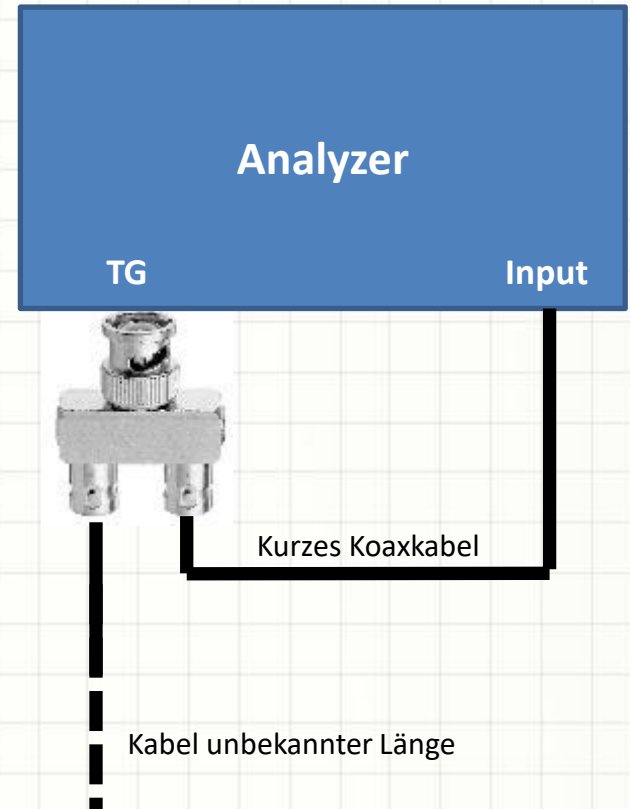 Analyzer
TG
Input
Kurzes Koaxkabel
Kabel unbekannter Länge